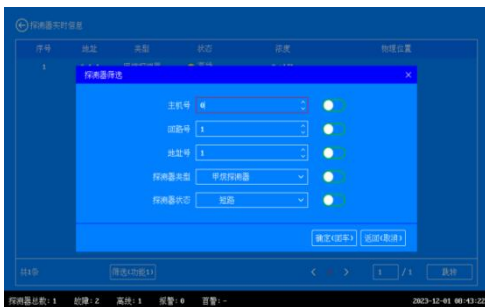 探测器实时信息
序号 地址 类型 状态 浓度 物理位置
1
探测器筛选 ×
主机号 0
回路号 1
地址号 1
探测器类型 甲烷探测器
探测器状态 短路
确定(回车) 返回(取消)
共1条 筛选(功能1) < > 1 /1 跳转
探测器总数:1 故障:2 高技:1 报警:0 盲警:- 2023-12-01 00:43:22